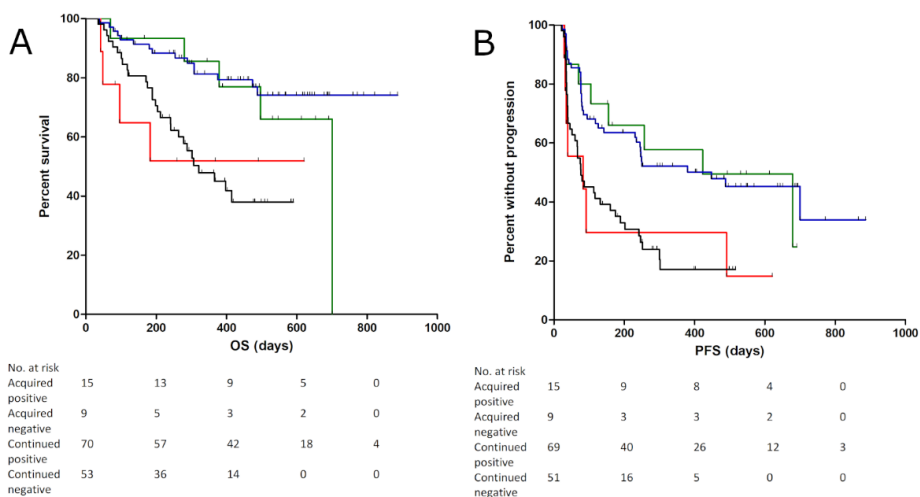 A
Percent survival
100
80
60
40
20
0
0 200 400 600 800 1000
OS (days)
No. at risk
Acquired 15 13 9 5 0
positive
Acquired 9 5 3 2 0
negative
Continued 70 57 42 18 4
positive
Continued 53 36 14 0 0
negative
B
Percent without progression
100
80
60
40
20
0
0 200 400 600 800 1000
PFS (days)
No. at risk
Acquired 15 9 8 4 0
positive
Acquired 9 3 3 2 0
negative
Continued 69 40 26 12 3
positive
Continued 51 16 5 0 0
negative